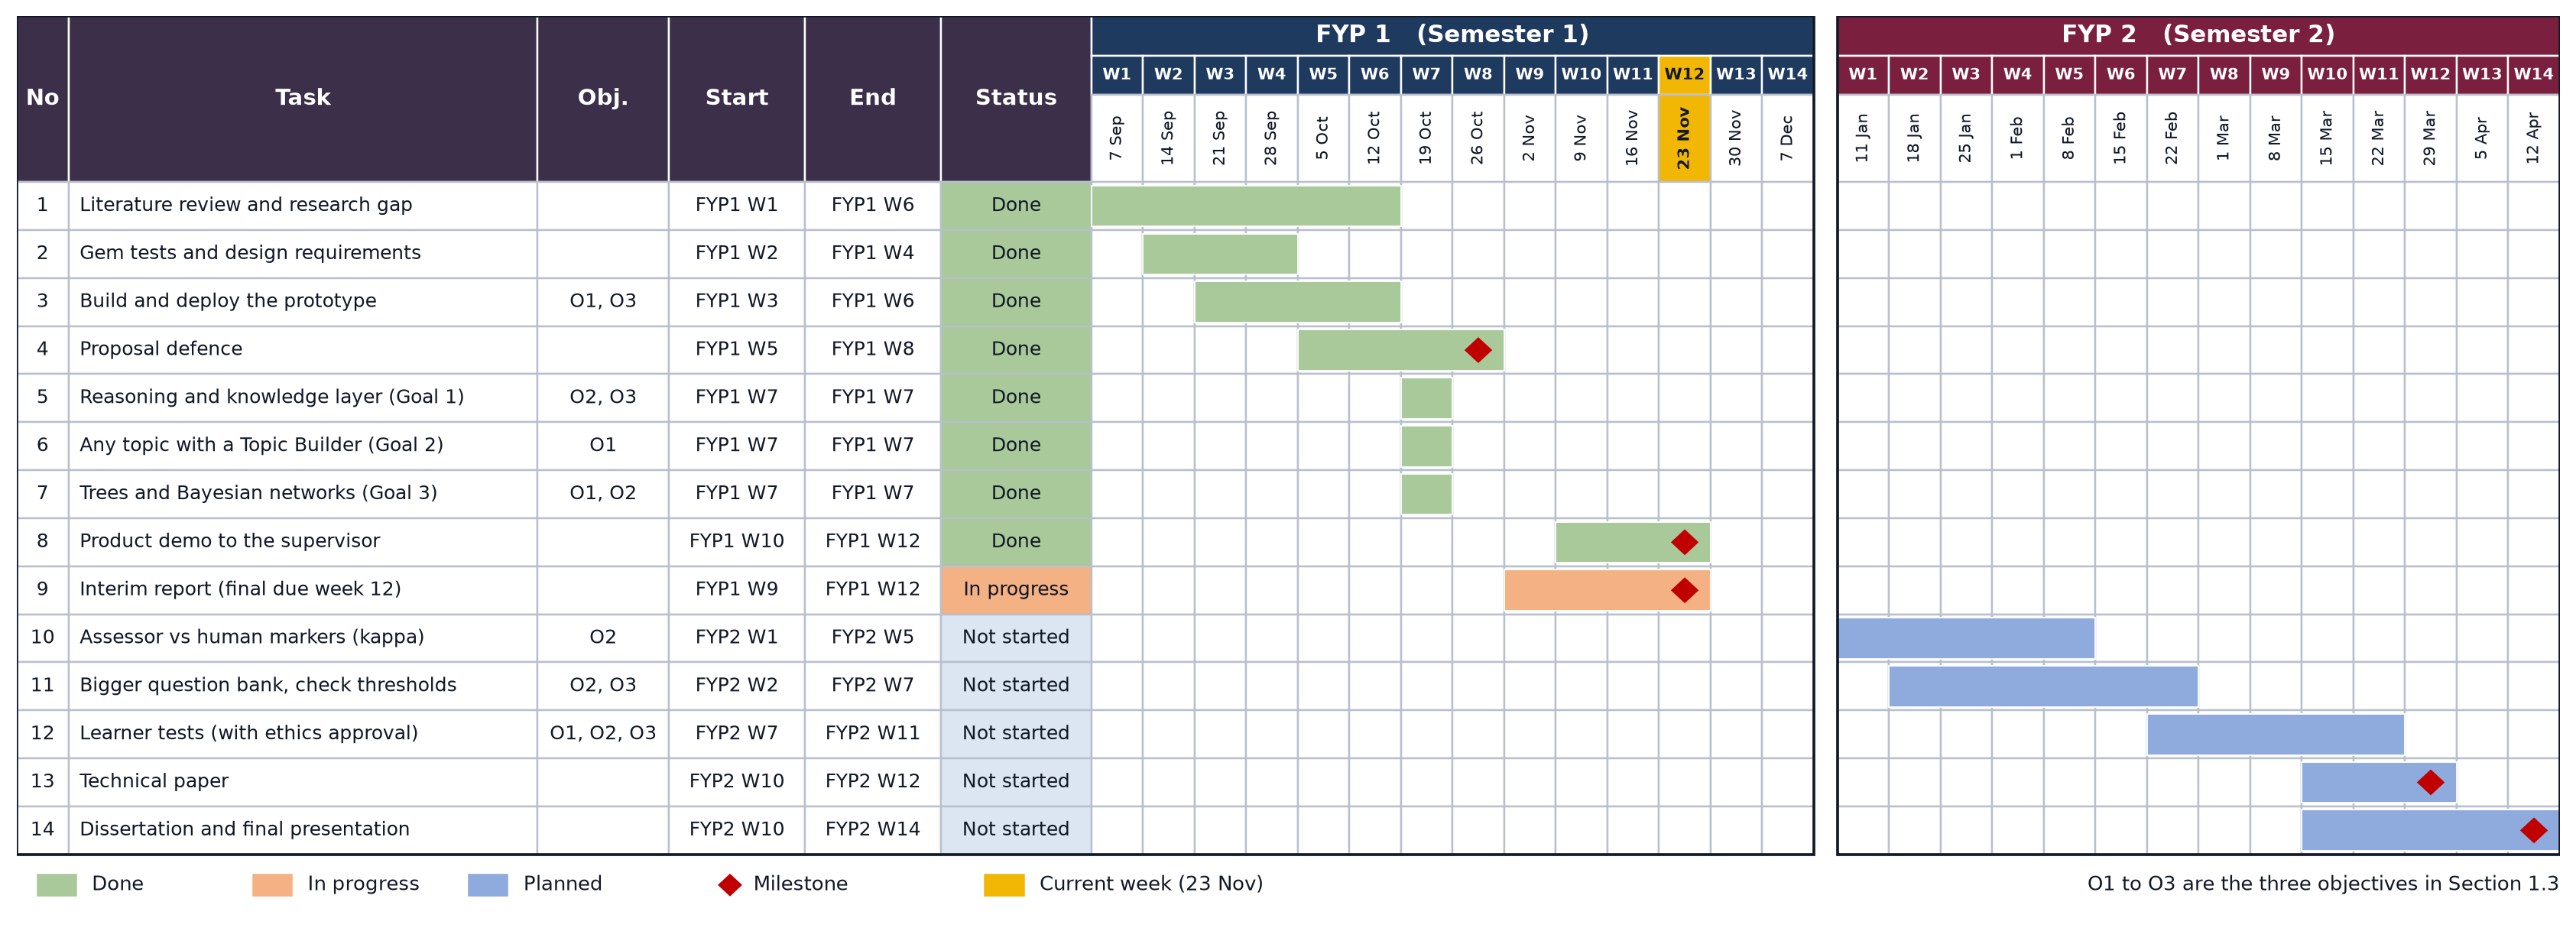 No Task Obj. Start End Status FYP 1 (Semester 1) FYP 2 (Semester 2)
W1 W2 W3 W4 W5 W6 W7 W8 W9 W10 W11 W12 W13 W14 W1 W2 W3 W4 W5 W6 W7 W8 W9 W10 W11 W12 W13 W14
7 Sep 14 Sep 21 Sep 28 Sep 5 Oct 12 Oct 19 Oct 26 Oct 2 Nov 9 Nov 16 Nov 23 Nov 30 Nov 7 Dec 11 Jan 18 Jan 25 Jan 1 Feb 8 Feb 15 Feb 22 Feb 1 Mar 8 Mar 15 Mar 22 Mar 29 Mar 5 Apr 12 Apr
1 Literature review and research gap FYP1 W1 FYP1 W6 Done
2 Gem tests and design requirements FYP1 W2 FYP1 W4 Done
3 Build and deploy the prototype O1, O3 FYP1 W3 FYP1 W6 Done
4 Proposal defence FYP1 W5 FYP1 W8 Done
5 Reasoning and knowledge layer (Goal 1) O2, O3 FYP1 W7 FYP1 W7 Done
6 Any topic with a Topic Builder (Goal 2) O1 FYP1 W7 FYP1 W7 Done
7 Trees and Bayesian networks (Goal 3) O1, O2 FYP1 W7 FYP1 W7 Done
8 Product demo to the supervisor FYP1 W10 FYP1 W12 Done
9 Interim report (final due week 12) FYP1 W9 FYP1 W12 In progress
10 Assessor vs human markers (kappa) O2 FYP2 W1 FYP2 W5 Not started
11 Bigger question bank, check thresholds O2, O3 FYP2 W2 FYP2 W7 Not started
12 Learner tests (with ethics approval) O1, O2, O3 FYP2 W7 FYP2 W11 Not started
13 Technical paper FYP2 W10 FYP2 W12 Not started
14 Dissertation and final presentation FYP2 W10 FYP2 W14 Not started
Done In progress Planned Milestone Current week (23 Nov) O1 to O3 are the three objectives in Section 1.3